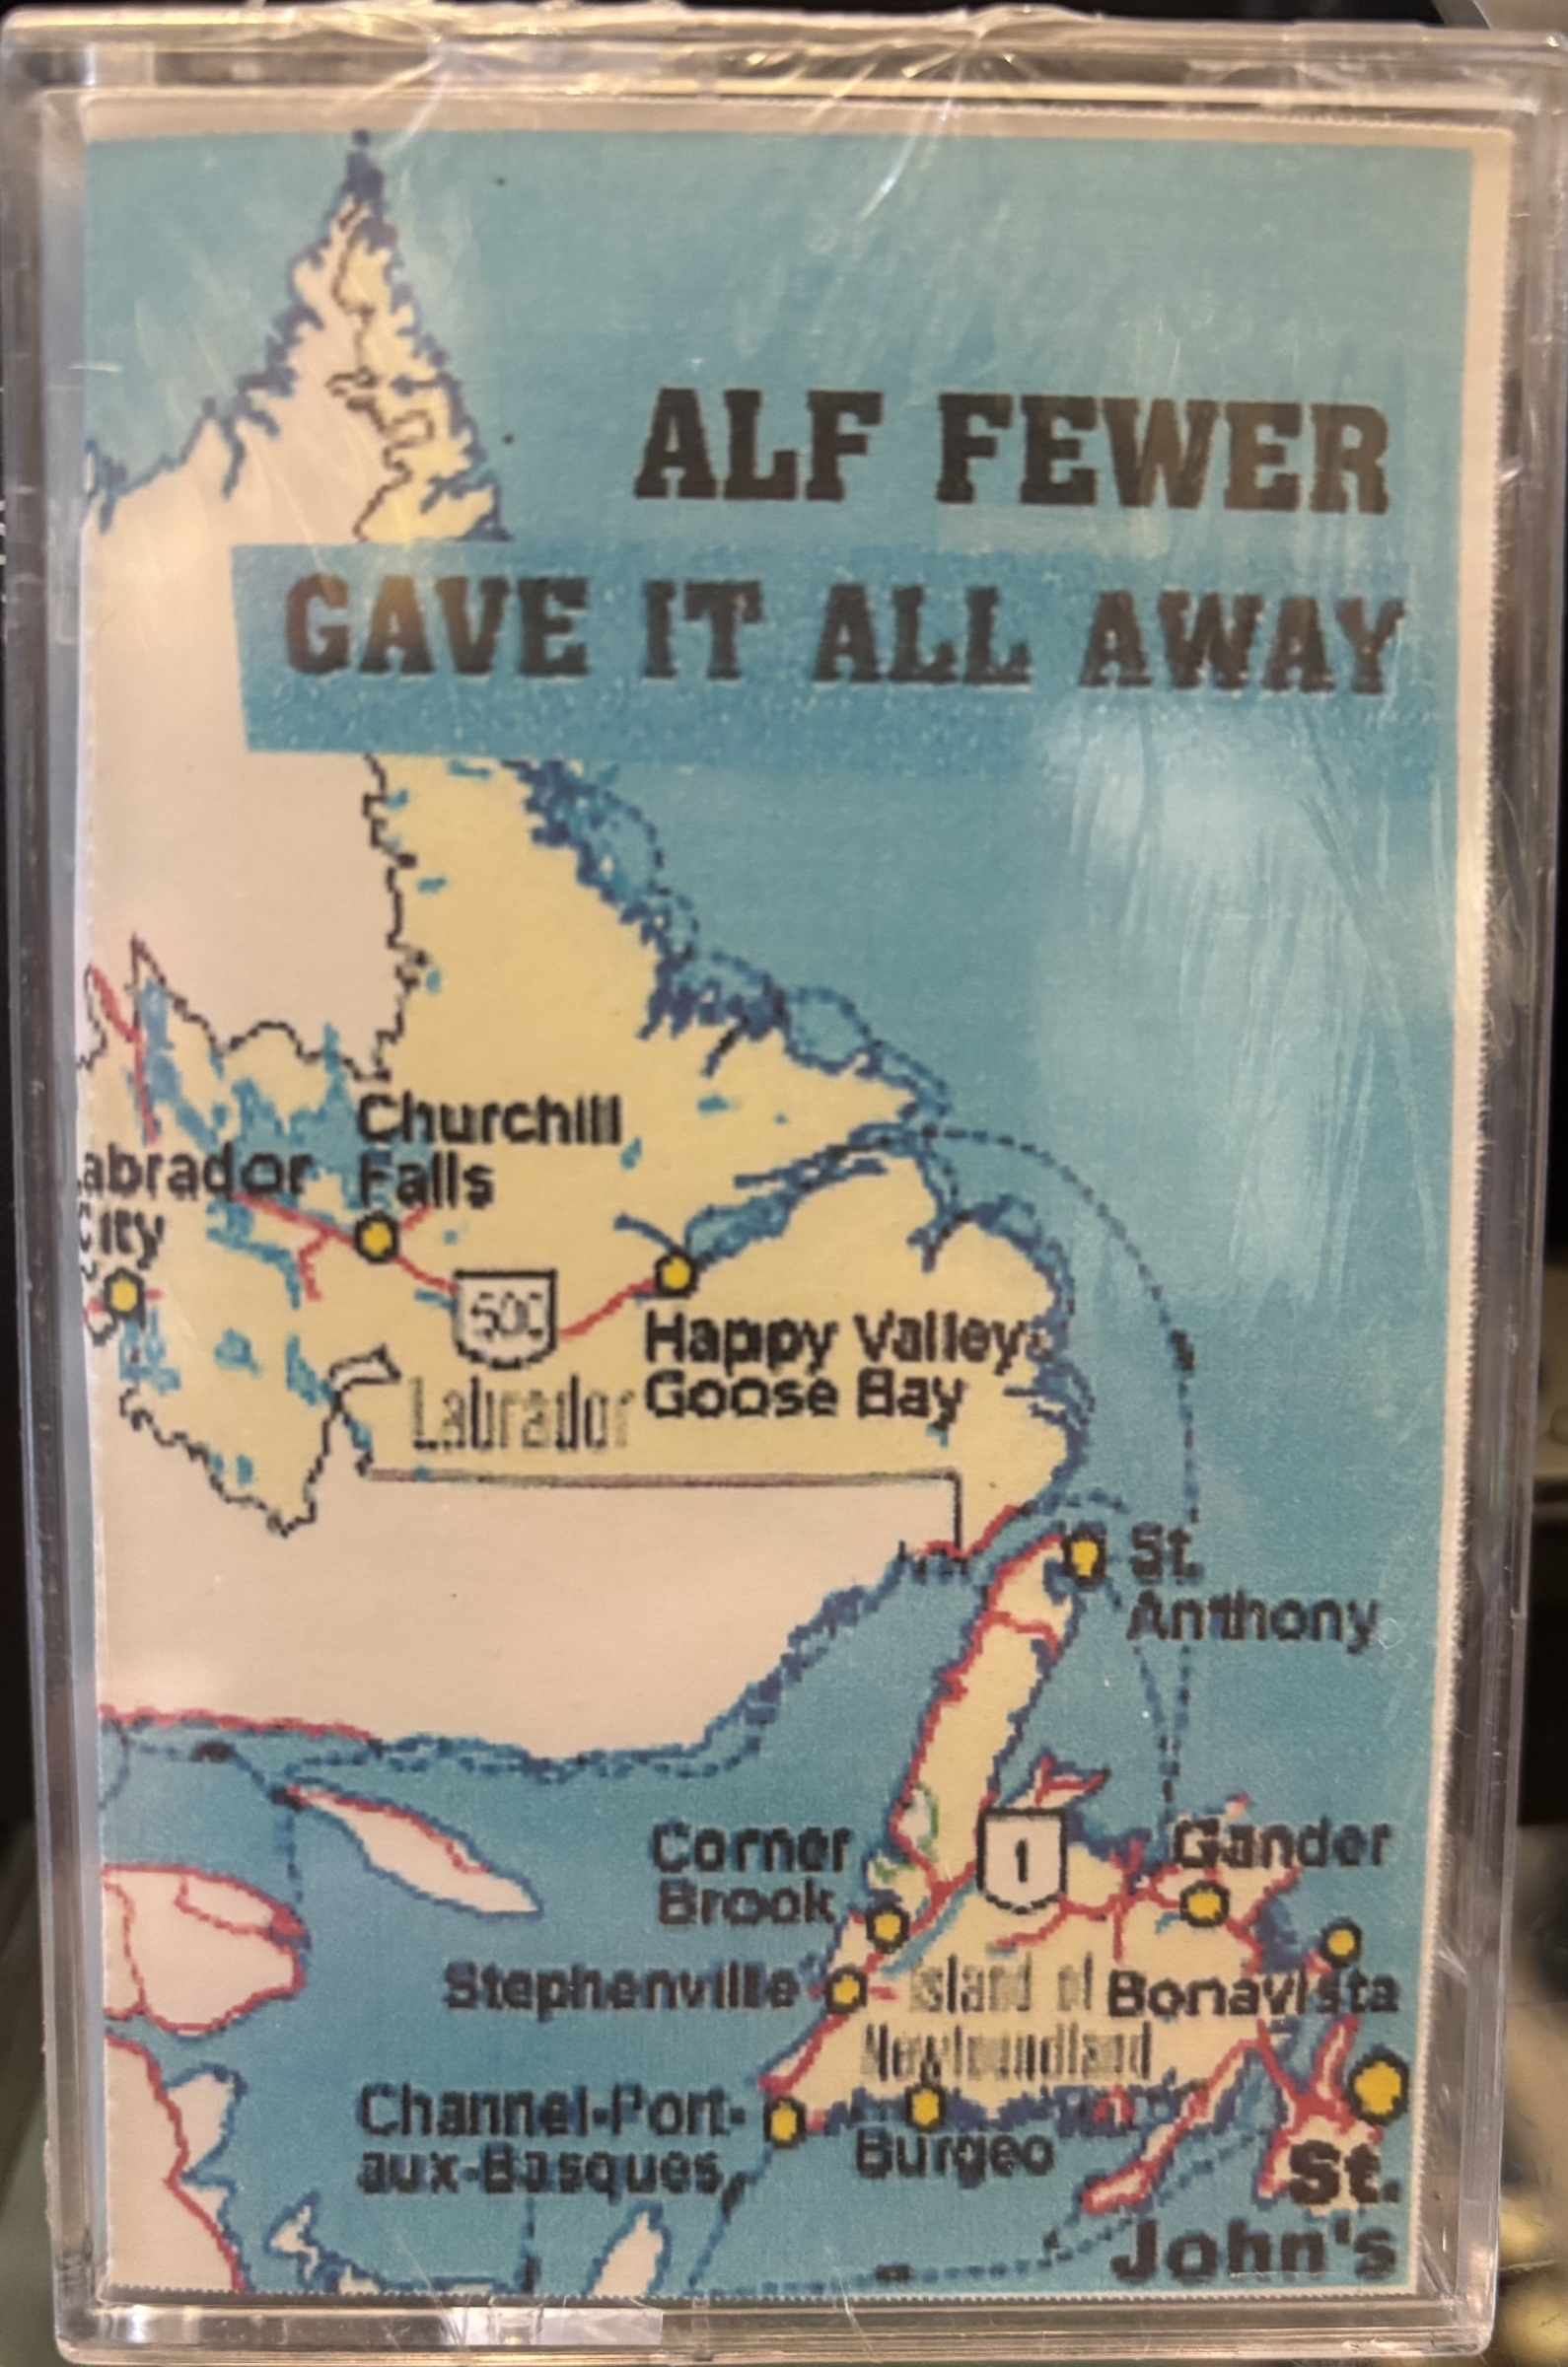 ALF FEWER
GAVE IT ALL AWAY
Churchill
Falls
abrador
City
500
Happy Valley
Goose Bay
Labrador
St.
Anthony
Corner
Brook
1
Gander
Stephenville
Island of
Newfoundland
Bonavista
Channel-Port-
aux-Basques
Burgeo
St.
John's